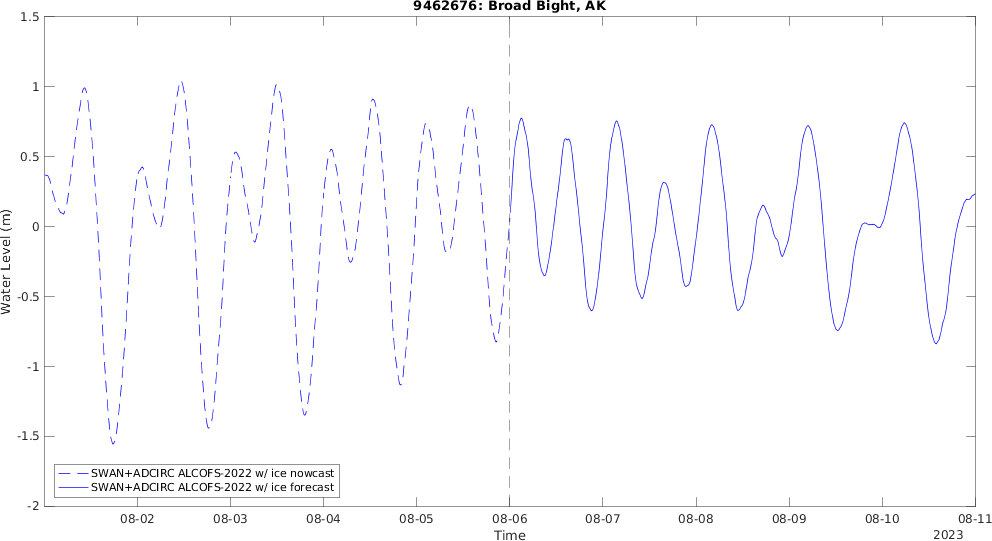 9462676: Broad Bight, AK
1.5
1
0.5
0
-0.5
-1
-1.5
-2
Water Level (m)
SWAN+ADCIRC ALCOFS-2022 w/ ice nowcast
SWAN+ADCIRC ALCOFS-2022 w/ ice forecast
08-02 08-03 08-04 08-05 08-06 08-07 08-08 08-09 08-10 08-11
Time
2023